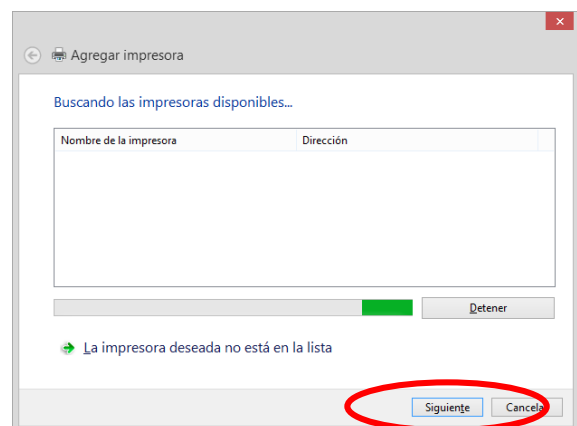 Agregar impresora
Buscando las impresoras disponibles...
Nombre de la impresora Dirección
Detener
La impresora deseada no está en la lista
Siguiente Cancela